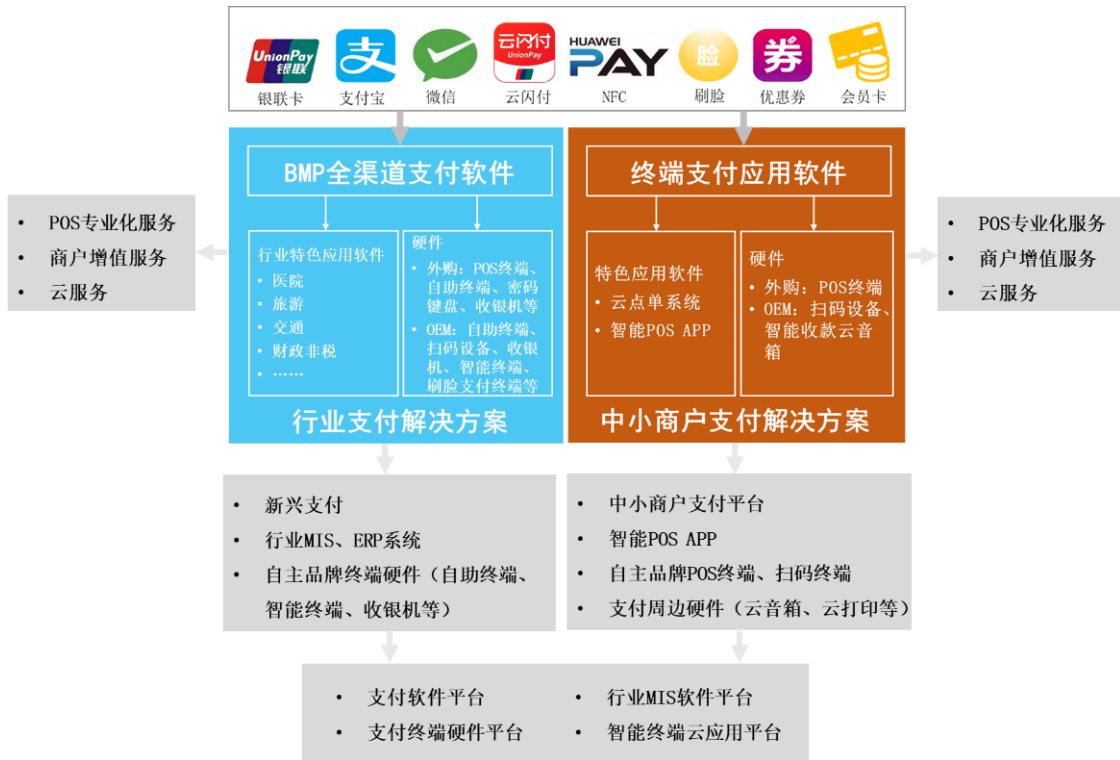 UnionPay
银联
支
云闪付
UnionPay
HUAWEI
PAY
脸
券
银联卡
支付宝
微信
云闪付
NFC
刷脸
优惠券
会员卡
BMP全渠道支付软件
行业特色应用软件
• 医院
• 旅游
• 交通
• 财政非税
• ……
硬件
• 外购：POS终端、
自助终端、密码
键盘、收银机等
• OEM：自助终端、
扫码设备、收银
机、智能终端、
刷脸支付终端等
行业支付解决方案
终端支付应用软件
特色应用软件
• 云点单系统
• 智能POS APP
硬件
• 外购：POS终端
• OEM：扫码设备、
智能收款云音
箱
中小商户支付解决方案
• POS专业化服务
• 商户增值服务
• 云服务
• POS专业化服务
• 商户增值服务
• 云服务
• 新兴支付
• 行业MIS、ERP系统
• 自主品牌终端硬件（自助终端、
智能终端、收银机等）
• 中小商户支付平台
• 智能POS APP
• 自主品牌POS终端、扫码终端
• 支付周边硬件（云音箱、云打印等）
• 支付软件平台
• 支付终端硬件平台
• 行业MIS软件平台
• 智能终端云应用平台